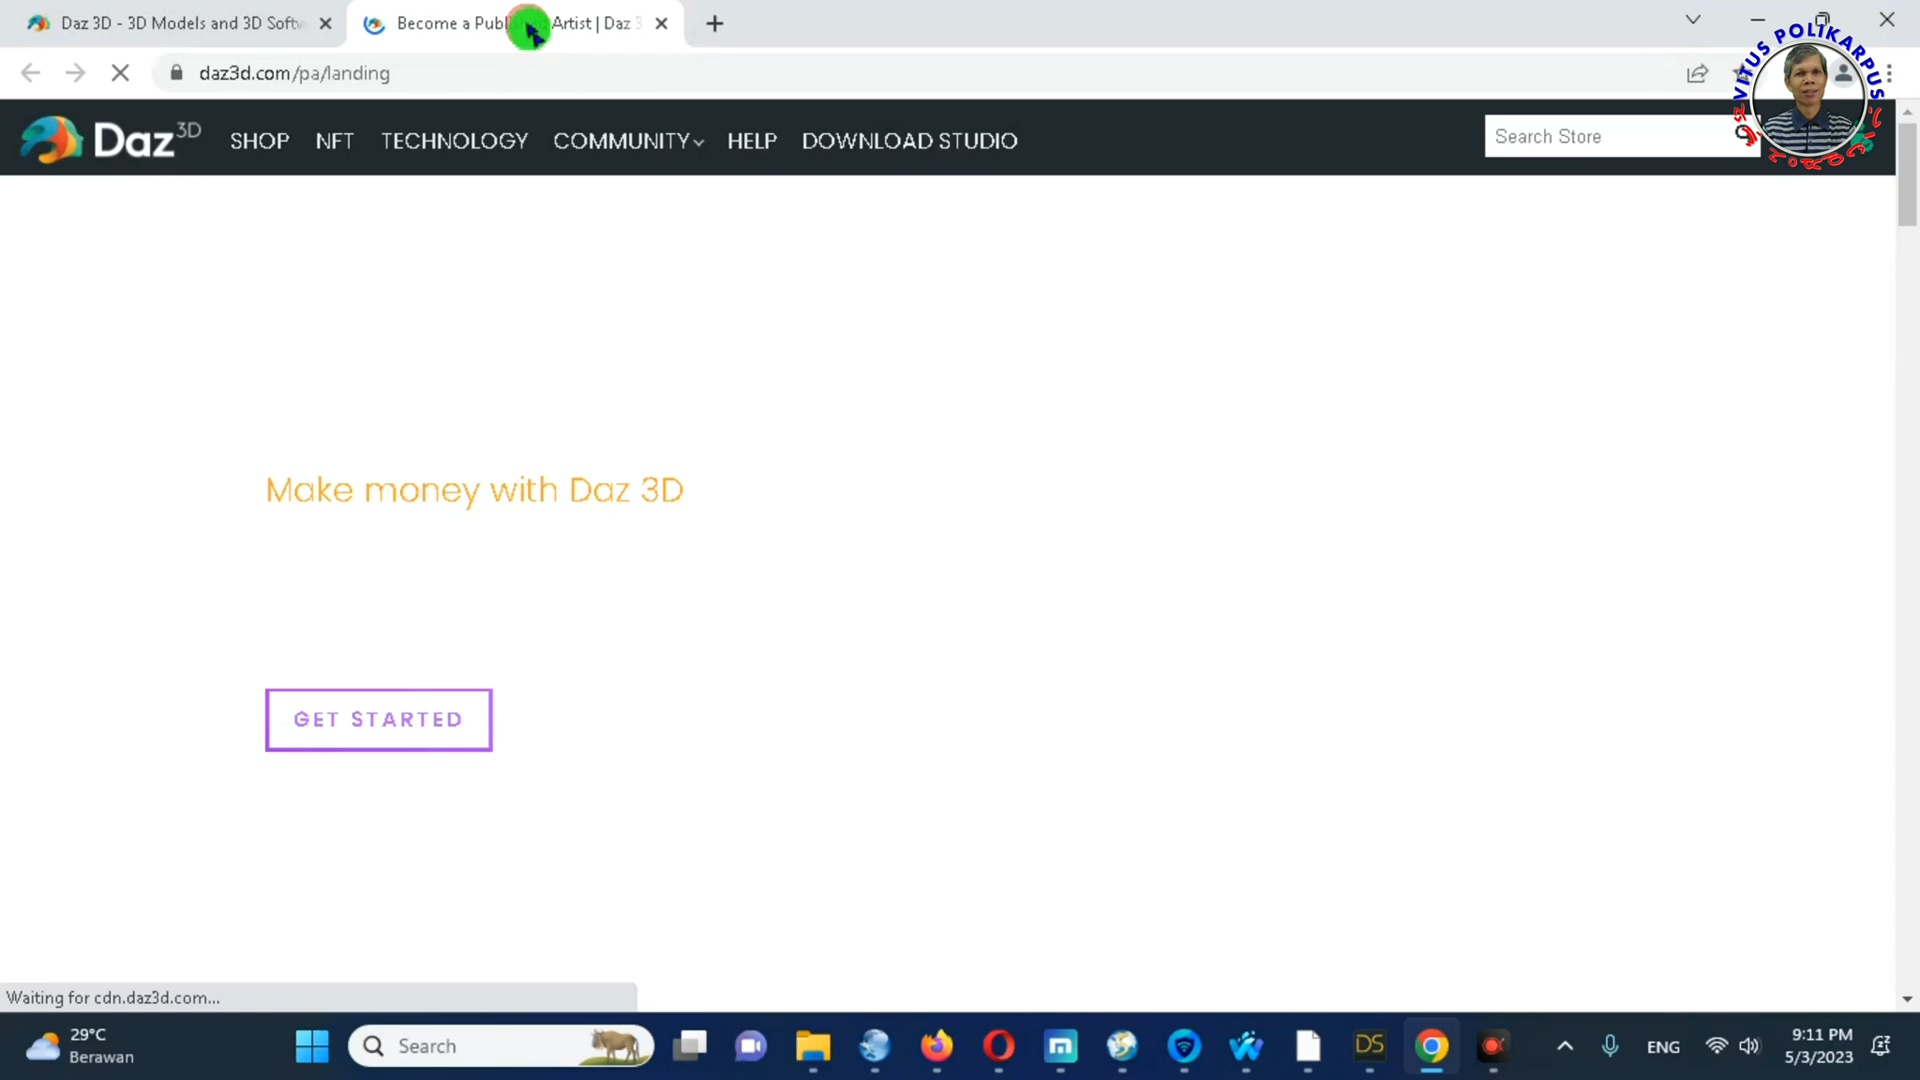 Daz 3D - 3D Models and 3D Softw
Become a Published Artist | Daz 3
daz3d.com/pa/landing
VITUS POLIKARPUS
Daz 3D
SHOP
NFT
TECHNOLOGY
COMMUNITY
HELP
DOWNLOAD STUDIO
Search Store
Make money with Daz 3D
GET STARTED
Waiting for cdn.daz3d.com...
29°C
Berawan
Search
DS
ENG
9:11 PM
5/3/2023